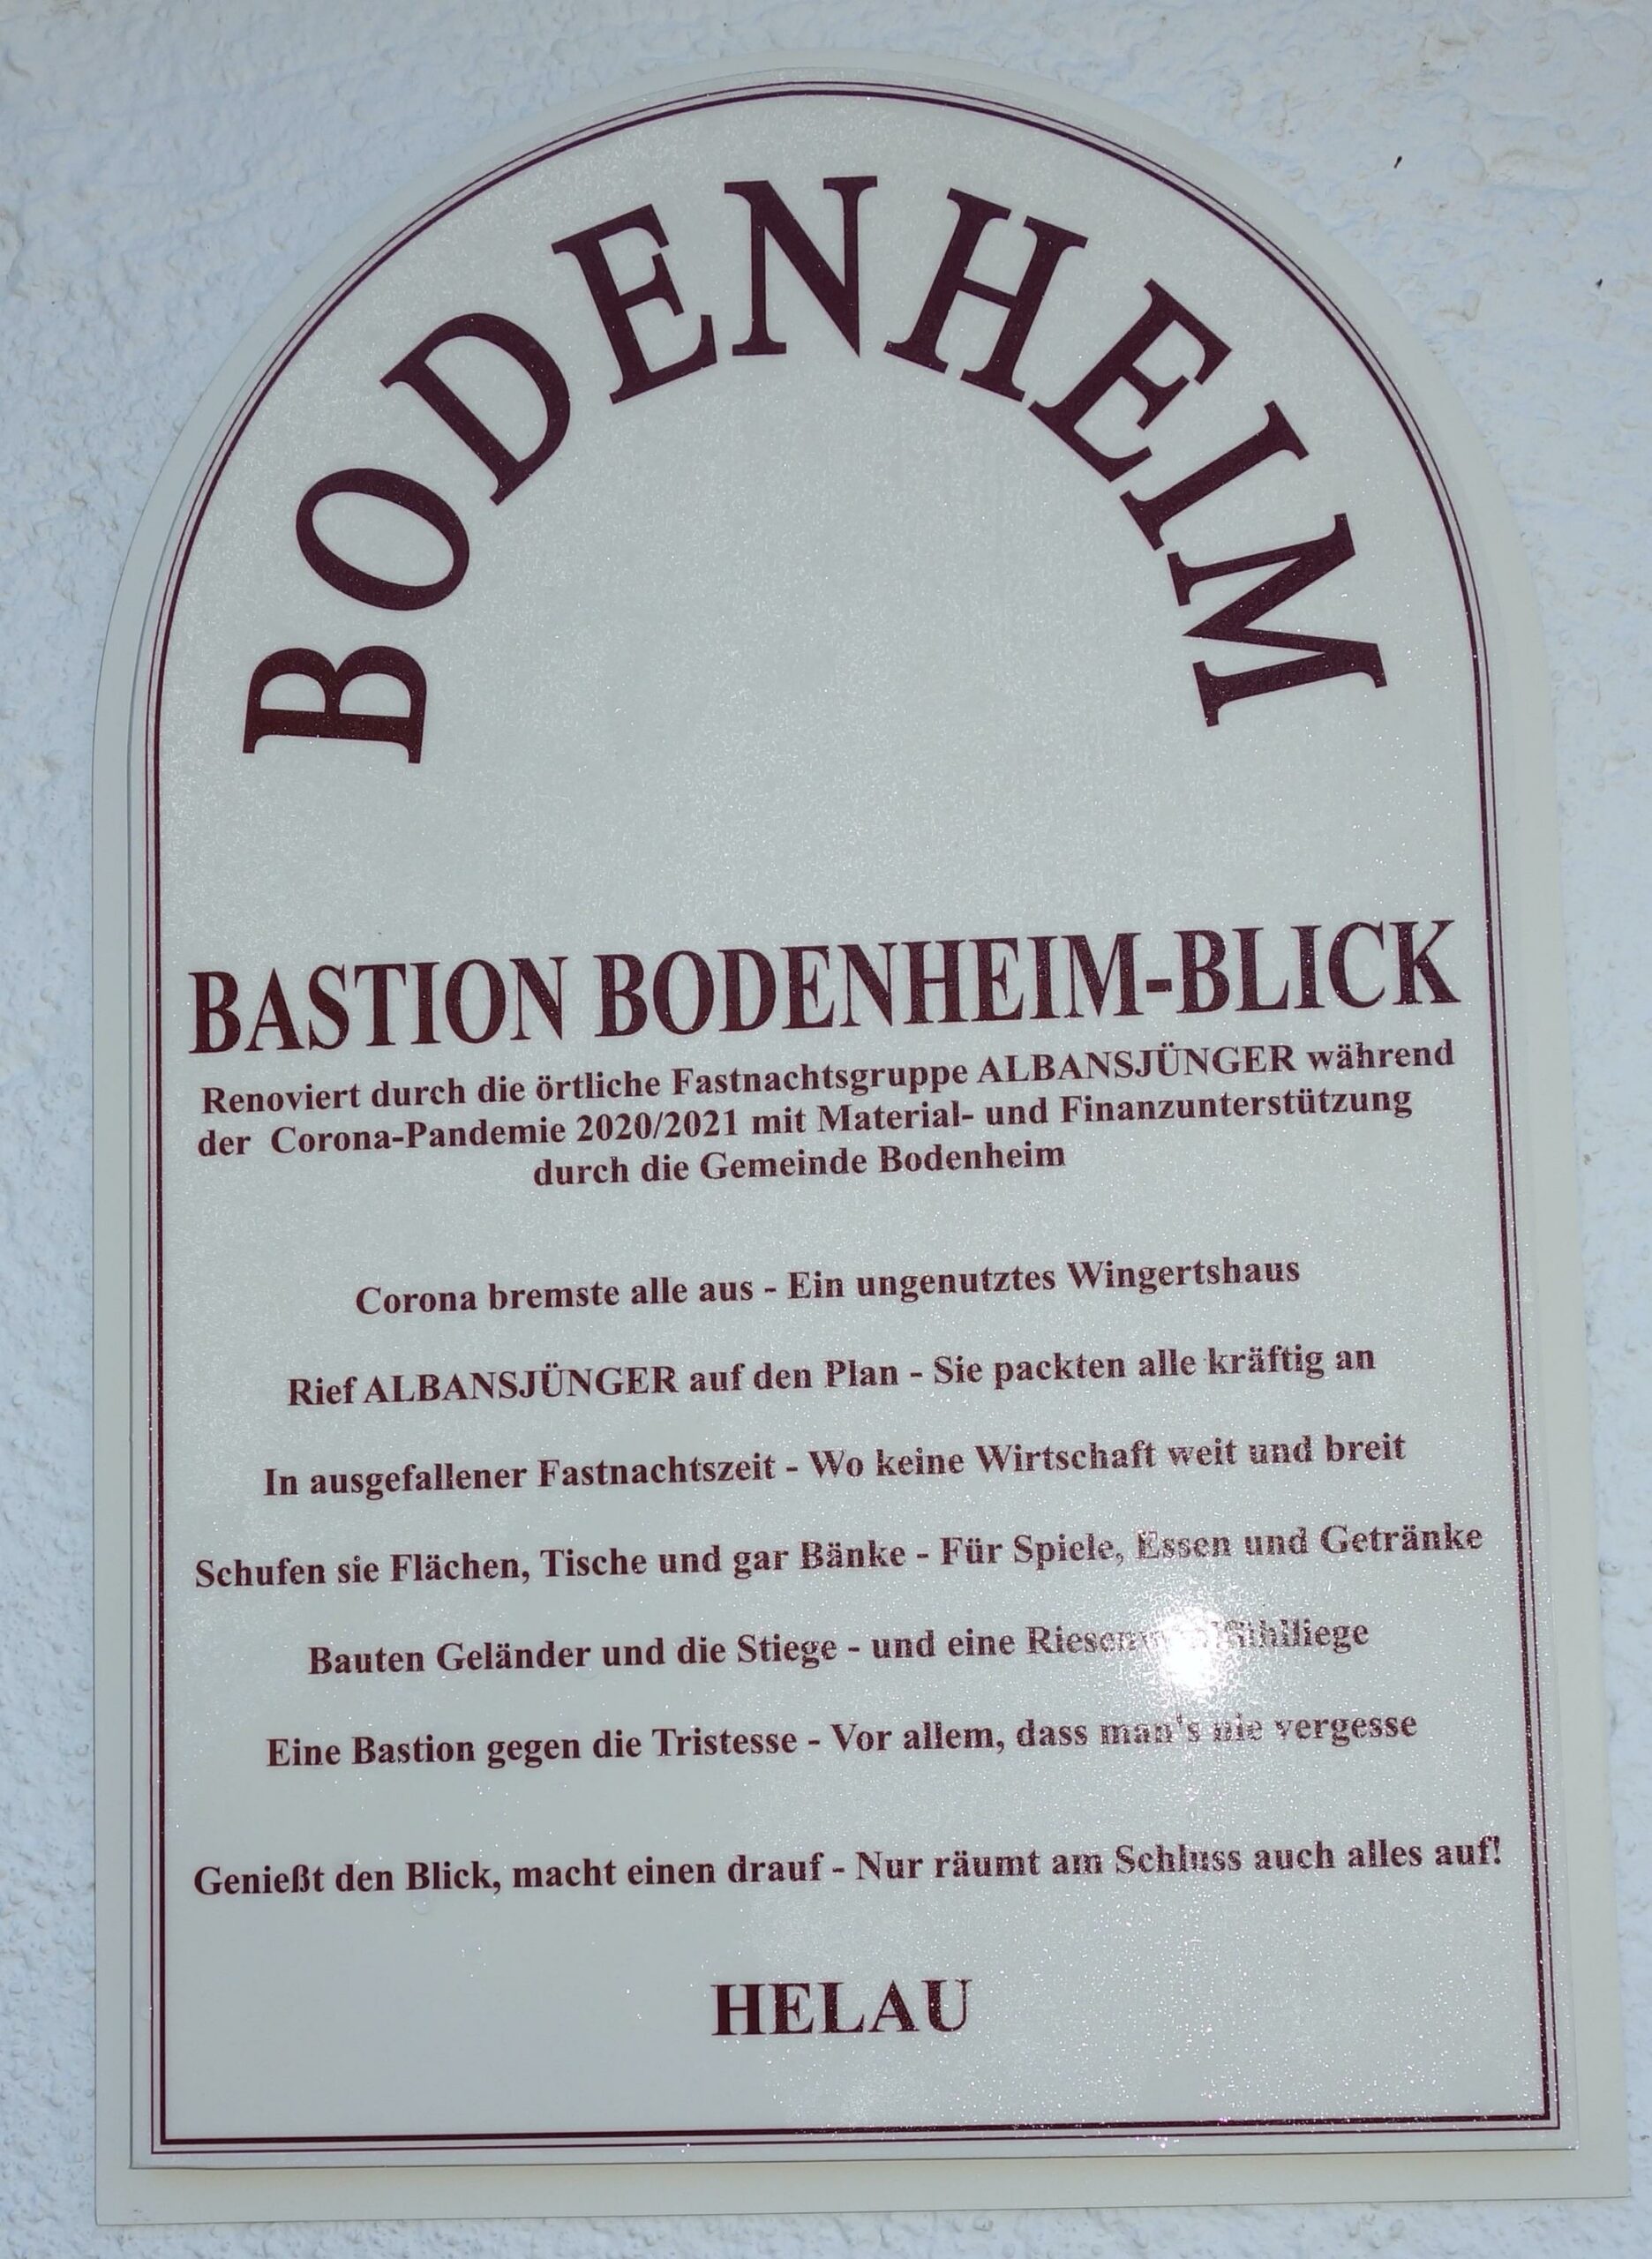 BODENHEIM
BASTION BODENHEIM-BLICK
Renoviert durch die örtliche Fastnachtsgruppe ALBANSJÜNGER während
der Corona-Pandemie 2020/2021 mit Material- und Finanzunterstützung
durch die Gemeinde Bodenheim
Corona bremste alle aus - Ein ungenutztes Wingertshaus
Rief ALBANSJÜNGER auf den Plan - Sie packten alle kräftig an
In ausgefallener Fastnachtszeit - Wo keine Wirtschaft weit und breit
Schufen sie Flächen, Tische und gar Bänke - Für Spiele, Essen und Getränke
Bauten Geländer und die Stiege - und eine
Eine Bastion gegen die Tristesse - Vor allem, dass man's nie vergesse
Genießt den Blick, macht einen drauf - Nur räumt am Schluss auch alles auf!
HELAU